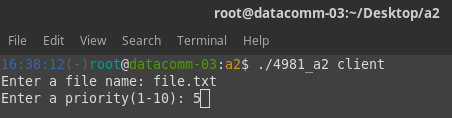 root@datacomm-03:~/Desktop/a2
File Edit View Search Terminal Help
16:38:12(-)root@datacomm-03:a2$ ./4981_a2 client
Enter a file name: file.txt
Enter a priority(1-10): 5